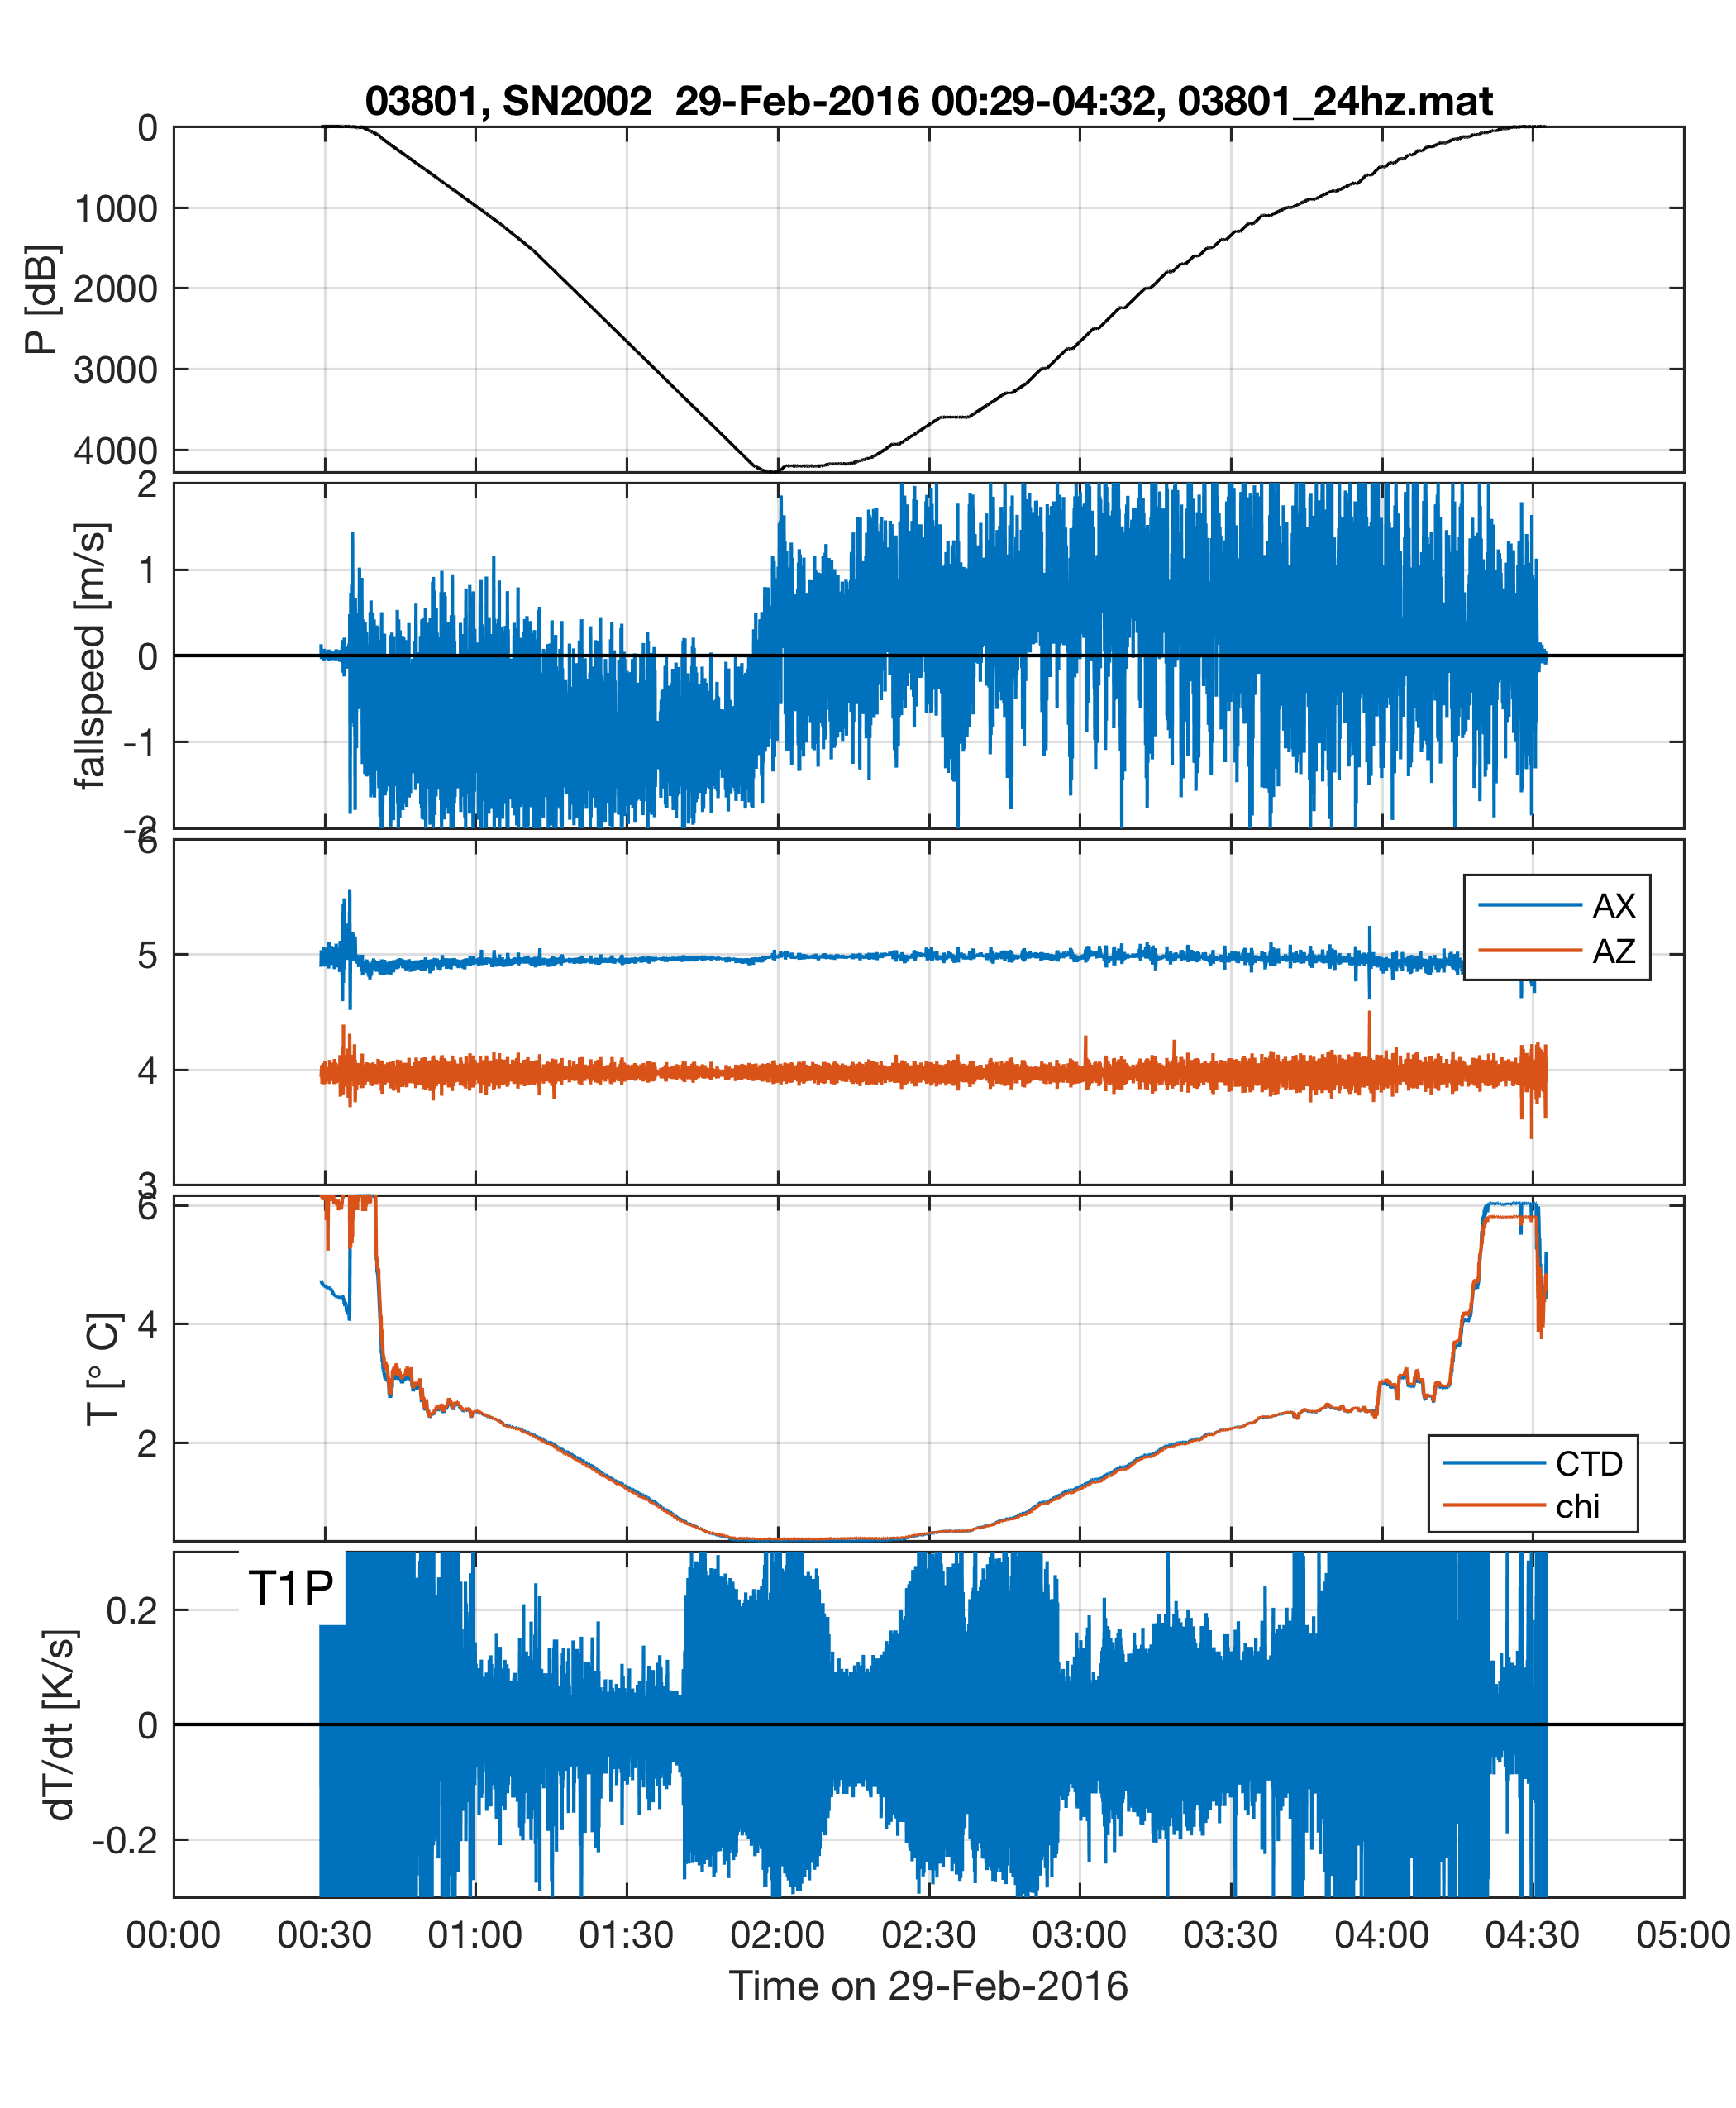 03801, SN2002  29-Feb-2016 00:29-04:32, 03801_24hz.mat
P [dB]
0
1000
2000
3000
4000
fallspeed [m/s]
2
1
0
-1
-2
6
5
4
3
AX
AZ
T [° C]
6
4
2
CTD
chi
T1P
dT/dt [K/s]
0.2
0
-0.2
00:00 00:30 01:00 01:30 02:00 02:30 03:00 03:30 04:00 04:30 05:00
Time on 29-Feb-2016